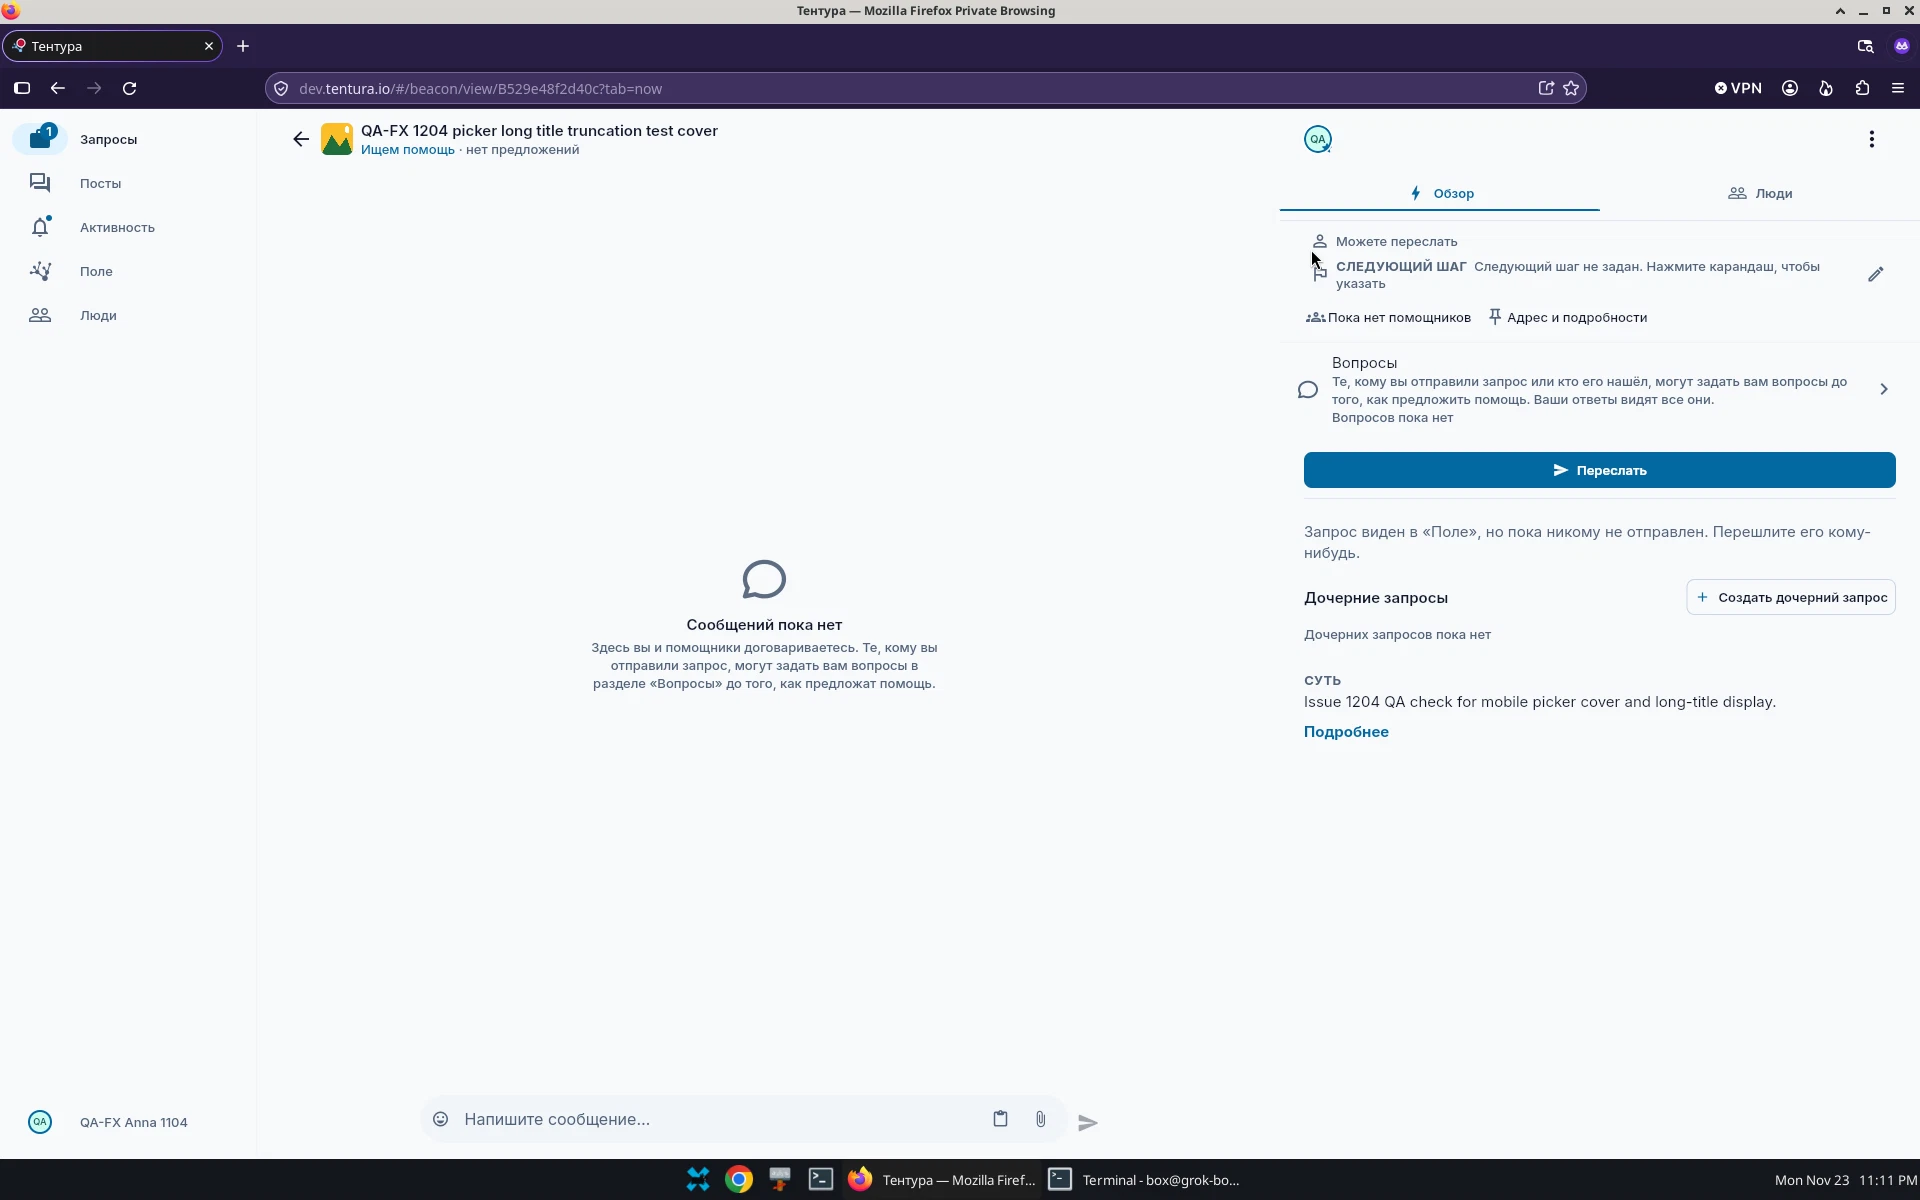 Тентура — Mozilla Firefox Private Browsing
Тентура
dev.tentura.io/#/beacon/view/B529e48f2d40c?tab=now
VPN
1
Запросы
Посты
Активность
Поле
Люди
QA-FX 1204 picker long title truncation test cover
Ищем помощь · нет предложений
QA
Обзор
Люди
Можете переслать
СЛЕДУЮЩИЙ ШАГ Следующий шаг не задан. Нажмите карандаш, чтобы
указать
Пока нет помощников
Адрес и подробности
Вопросы
Те, кому вы отправили запрос или кто его нашёл, могут задать вам вопросы до
того, как предложить помощь. Ваши ответы видят все они.
Вопросов пока нет
Переслать
Запрос виден в «Поле», но пока никому не отправлен. Перешлите его кому-
нибудь.
Дочерние запросы
Создать дочерний запрос
Дочерних запросов пока нет
СУТЬ
Issue 1204 QA check for mobile picker cover and long-title display.
Подробнее
Сообщений пока нет
Здесь вы и помощники договариваетесь. Те, кому вы
отправили запрос, могут задать вам вопросы в
разделе «Вопросы» до того, как предложат помощь.
Напишите сообщение...
QA
QA-FX Anna 1104
Тентура — Mozilla Firef...
Terminal - box@grok-bo...
Mon Nov 23 11:11 PM